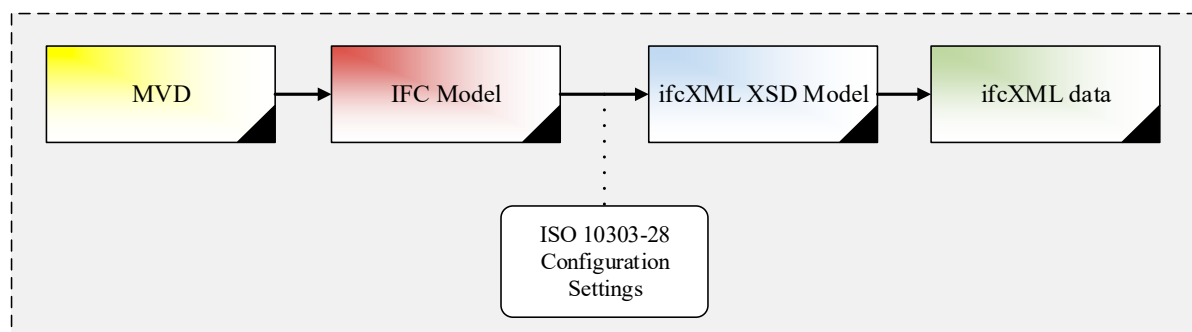 MVD
IFC Model
ifcXML XSD Model
ifcXML data
ISO 10303-28
Configuration
Settings